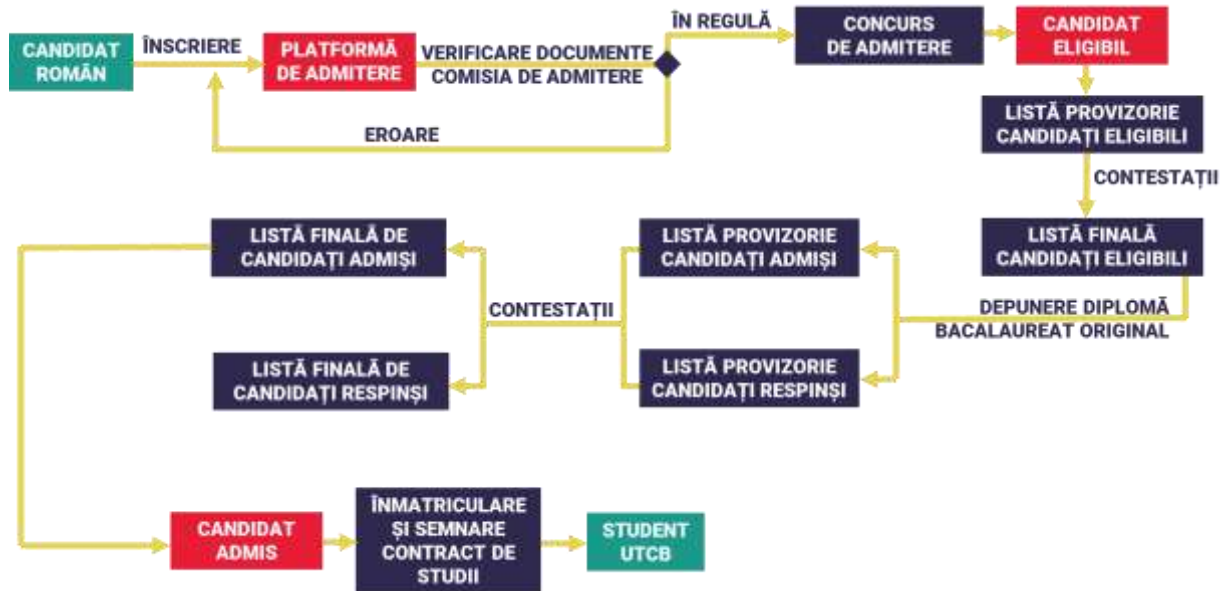 CANDIDAT
ROMÂN
ÎNSCRIERE
PLATFORMĂ
DE ADMITERE
VERIFICARE DOCUMENTE
COMISIA DE ADMITERE
ÎN REGULĂ
CONCURS
DE ADMITERE
CANDIDAT
ELIGIBIL
EROARE
LISTĂ PROVIZORIE
CANDIDAȚI ELIGIBILI
CONTESTAȚII
LISTĂ FINALĂ
CANDIDAȚI ELIGIBILI
DEPUNERE DIPLOMĂ
BACALAUREAT ORIGINAL
LISTĂ PROVIZORIE
CANDIDAȚI ADMIȘI
LISTĂ PROVIZORIE
CANDIDAȚI RESPINȘI
CONTESTAȚII
LISTĂ FINALĂ DE
CANDIDAȚI ADMIȘI
LISTĂ FINALĂ DE
CANDIDAȚI RESPINȘI
CANDIDAT
ADMIS
ÎNMATRICULARE
ȘI SEMNARE
CONTRACT DE
STUDII
STUDENT
UTCB